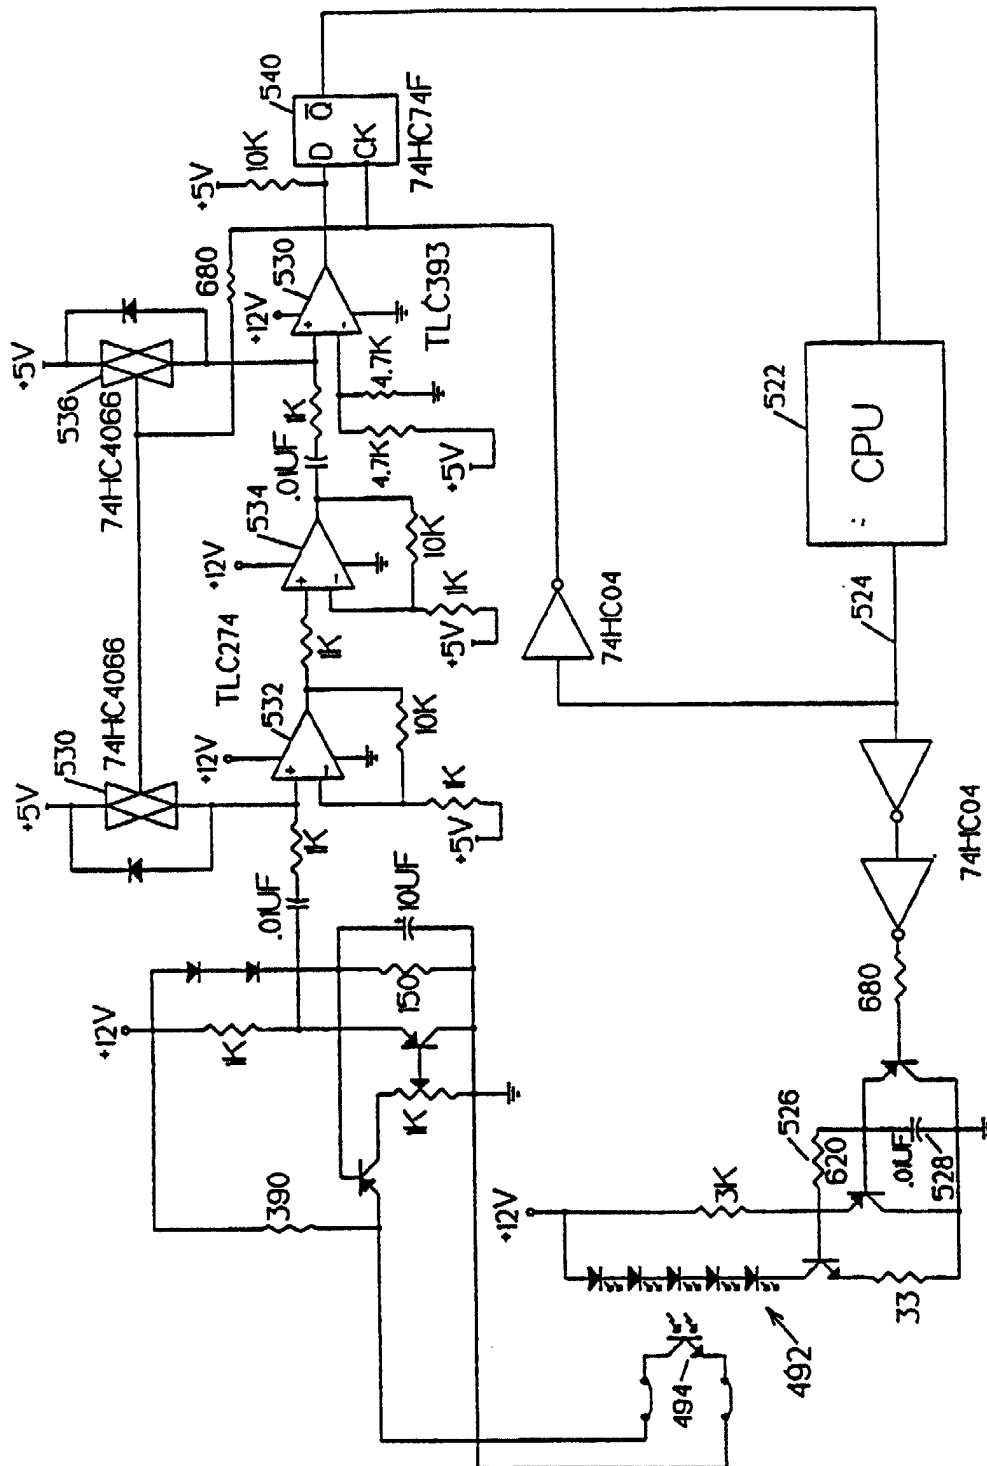 +5V
530
74HC4066
+5V
536
74HC4066
680
+5V
10K
540
D Q̅
CK
74HC74F
+12V
530
TLC393
4.7K
4.7K
+5V
.01UF
1K
534
+12V
10K
1K
+5V
TLC274
1K
532
+12V
10K
1K
+5V
1K
.01UF
10UF
150
+12V
1K
1K
390
74HC04
522
CPU
524
74HC04
680
526
620
.01UF
528
3K
+12V
33
492
494